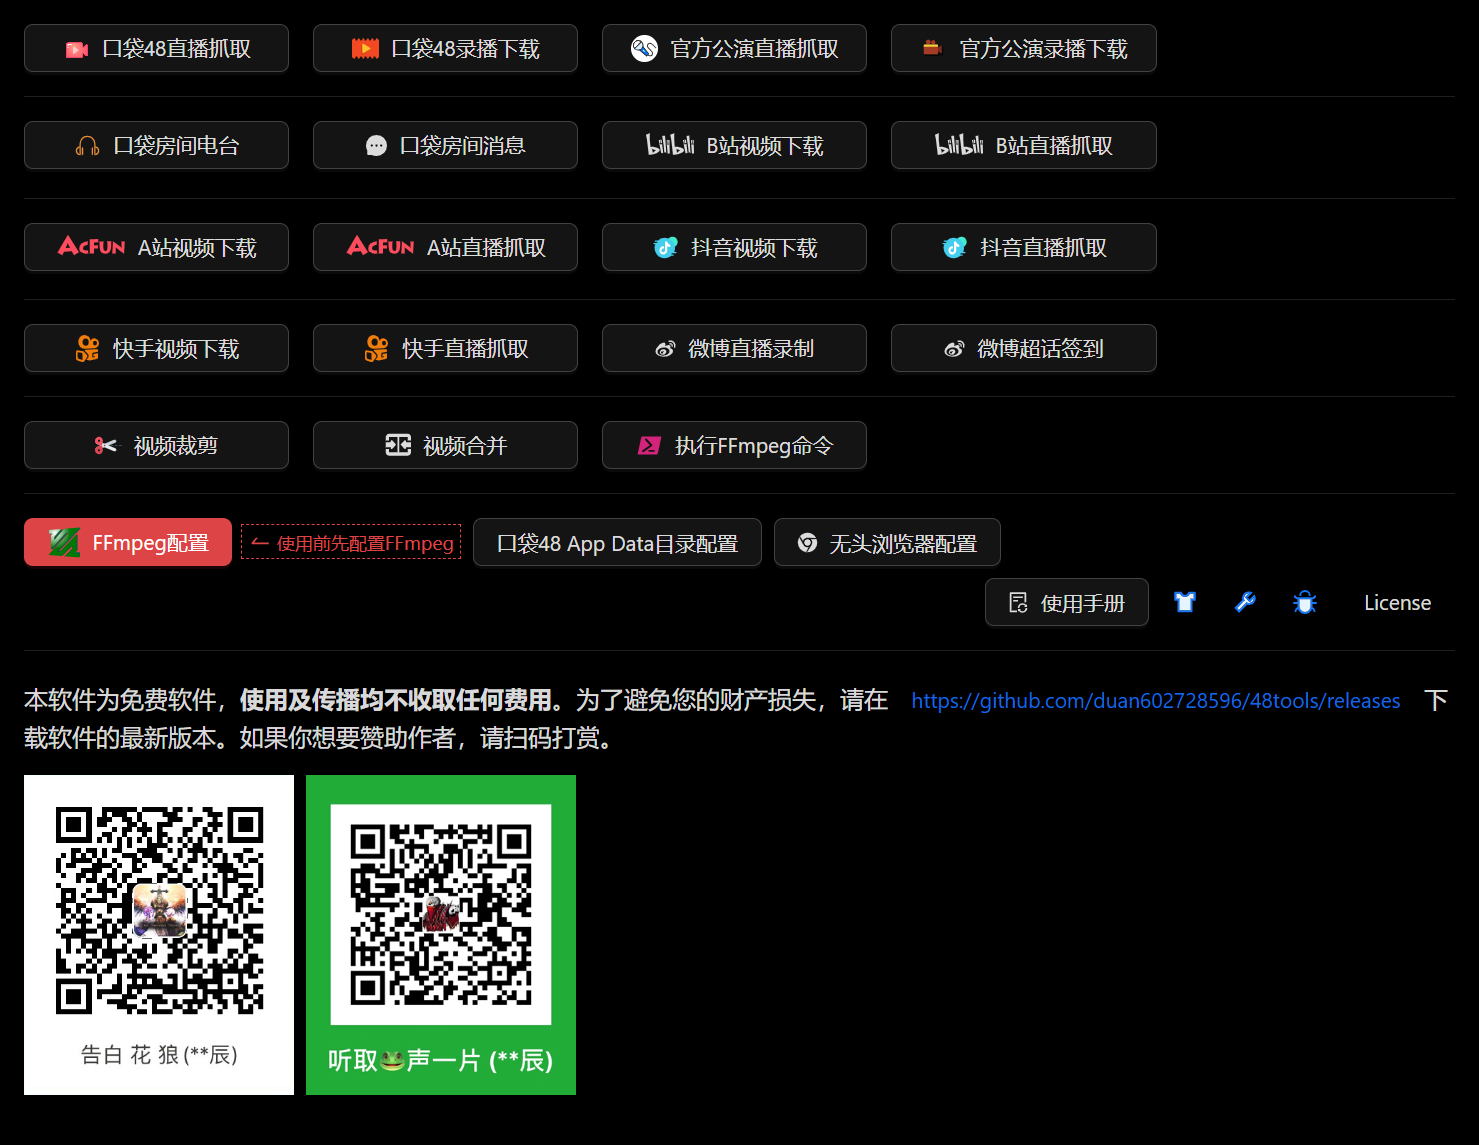 口袋48直播抓取
口袋48录播下载
官方公演直播抓取
官方公演录播下载
口袋房间电台
口袋房间消息
bilibili B站视频下载
bilibili B站直播抓取
AcFun A站视频下载
AcFun A站直播抓取
抖音视频下载
抖音直播抓取
快手视频下载
快手直播抓取
微博直播录制
微博超话签到
视频裁剪
视频合并
执行FFmpeg命令
FFmpeg配置
使用前先配置FFmpeg
口袋48 App Data目录配置
无头浏览器配置
使用手册
License
本软件为免费软件，使用及传播均不收取任何费用。为了避免您的财产损失，请在 https://github.com/duan602728596/48tools/releases 下
载软件的最新版本。如果你想要赞助作者，请扫码打赏。
告白 花 狼 (**辰)
听取🐸声一片 (**辰)